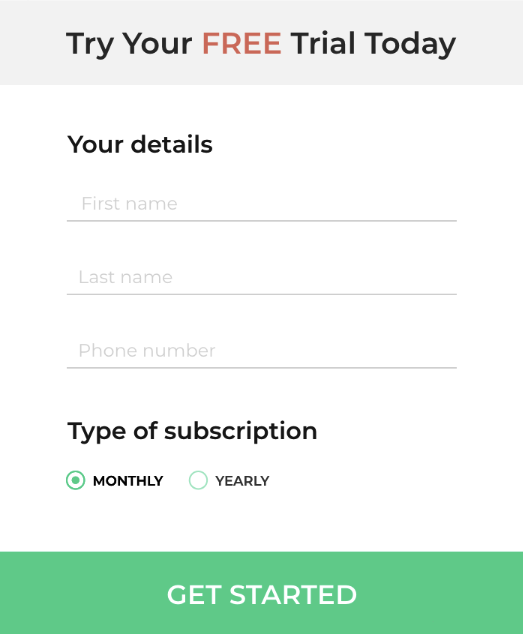 Try Your FREE Trial Today
Your details
First name
Last name
Phone number
Type of subscription
MONTHLY YEARLY
GET STARTED